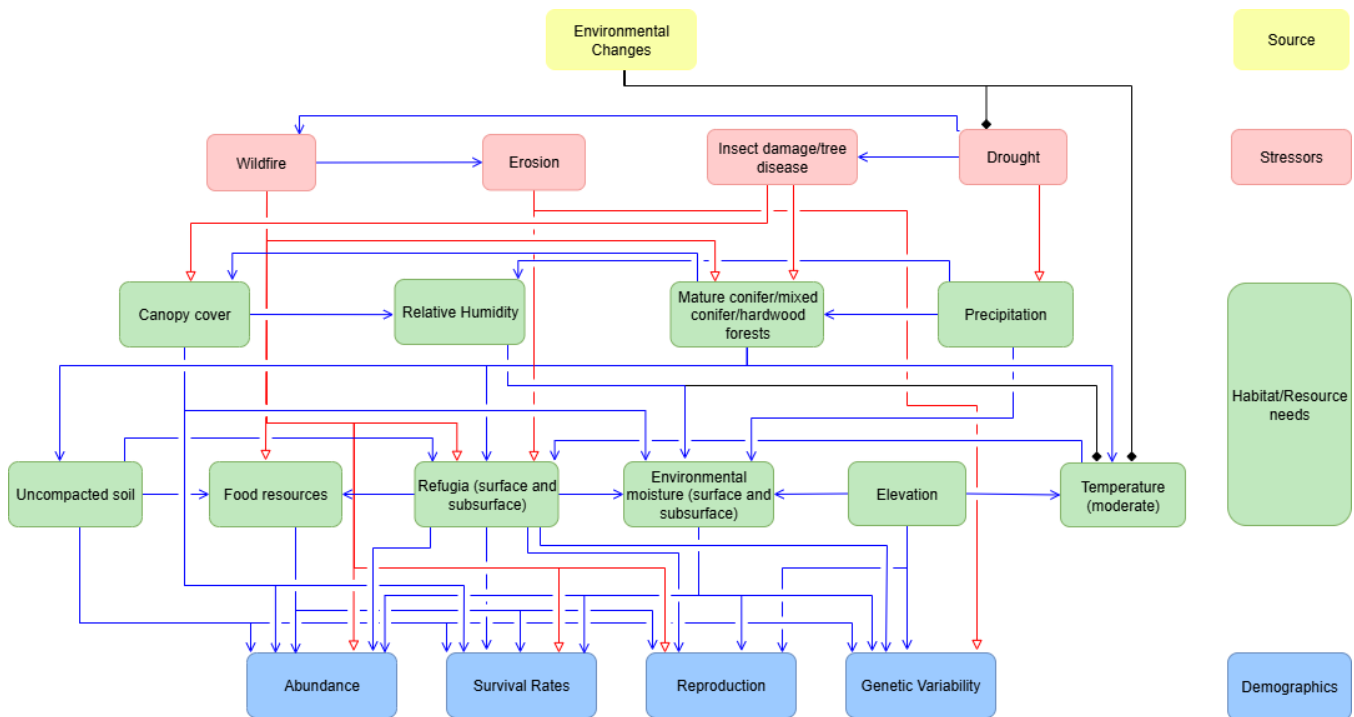 Environmental
Changes
Source
Wildfire
Erosion
Insect damage/tree
disease
Drought
Stressors
Canopy cover
Relative Humidity
Mature conifer/mixed
conifer/hardwood
forests
Precipitation
Habitat/Resource
needs
Uncompacted soil
Food resources
Refugia (surface and
subsurface)
Environmental
moisture (surface and
subsurface)
Elevation
Temperature
(moderate)
Abundance
Survival Rates
Reproduction
Genetic Variability
Demographics